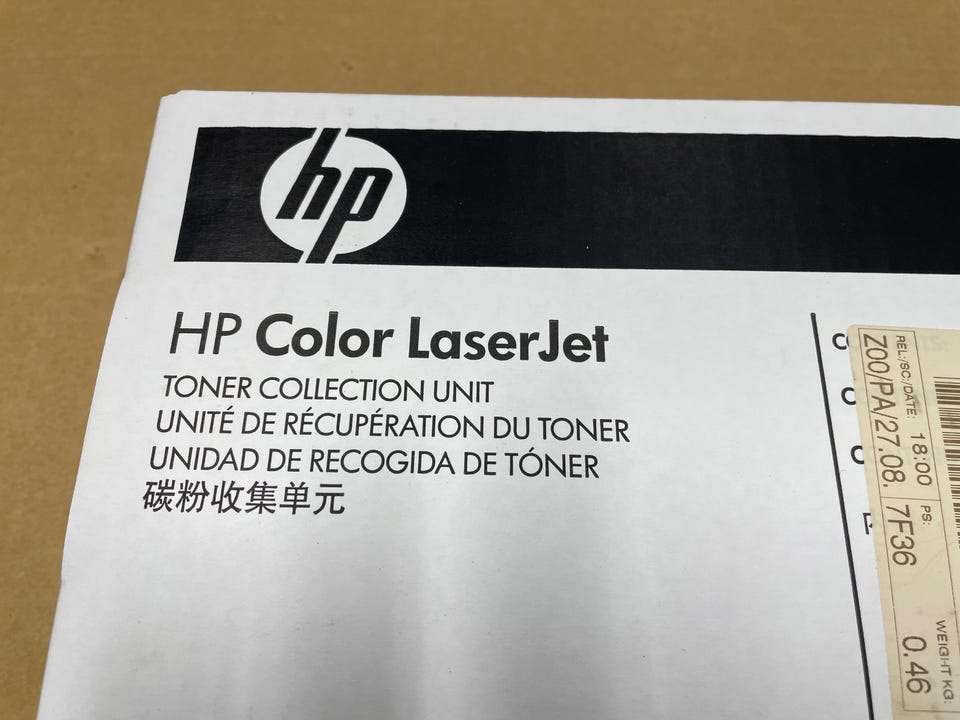 hp
HP Color LaserJet
TONER COLLECTION UNIT
UNITÉ DE RÉCUPÉRATION DU TONER
UNIDAD DE RECOGIDA DE TÓNER
碳粉收集单元
REL:/SC:/DATE: 18:00
Z00/PA/27.08.
PS:
7F36
WEIGHT KG:
0.46